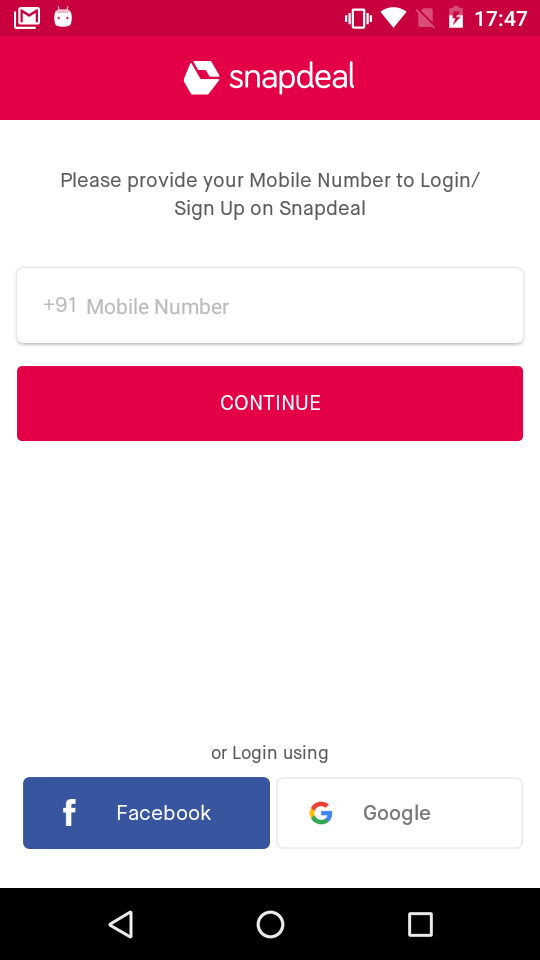 17:47
snapdeal
Please provide your Mobile Number to Login/
Sign Up on Snapdeal
+91 Mobile Number
CONTINUE
or Login using
Facebook
Google